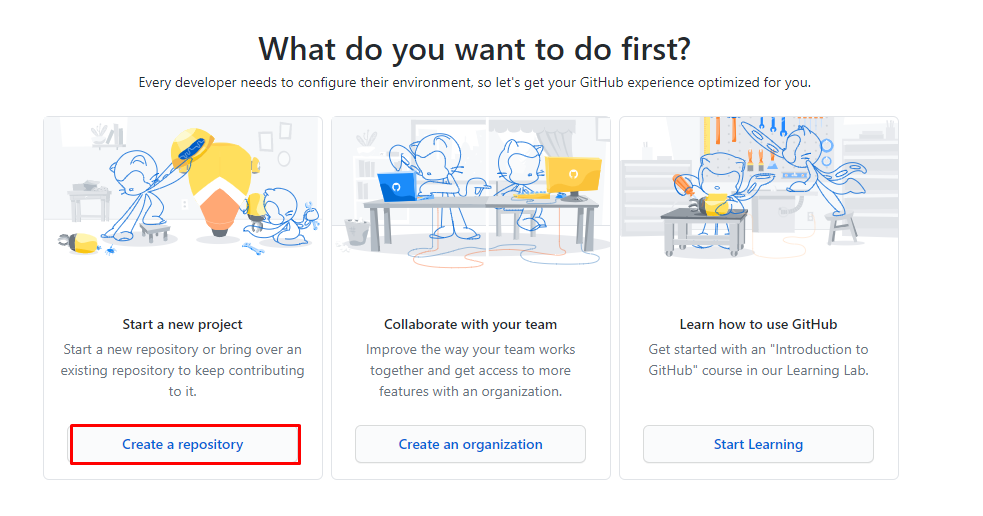 What do you want to do first?
Every developer needs to configure their environment, so let's get your GitHub experience optimized for you.
Start a new project
Start a new repository or bring over an
existing repository to keep contributing
to it.
Create a repository
Collaborate with your team
Improve the way your team works
together and get access to more
features with an organization.
Create an organization
Learn how to use GitHub
Get started with an "Introduction to
GitHub" course in our Learning Lab.
Start Learning